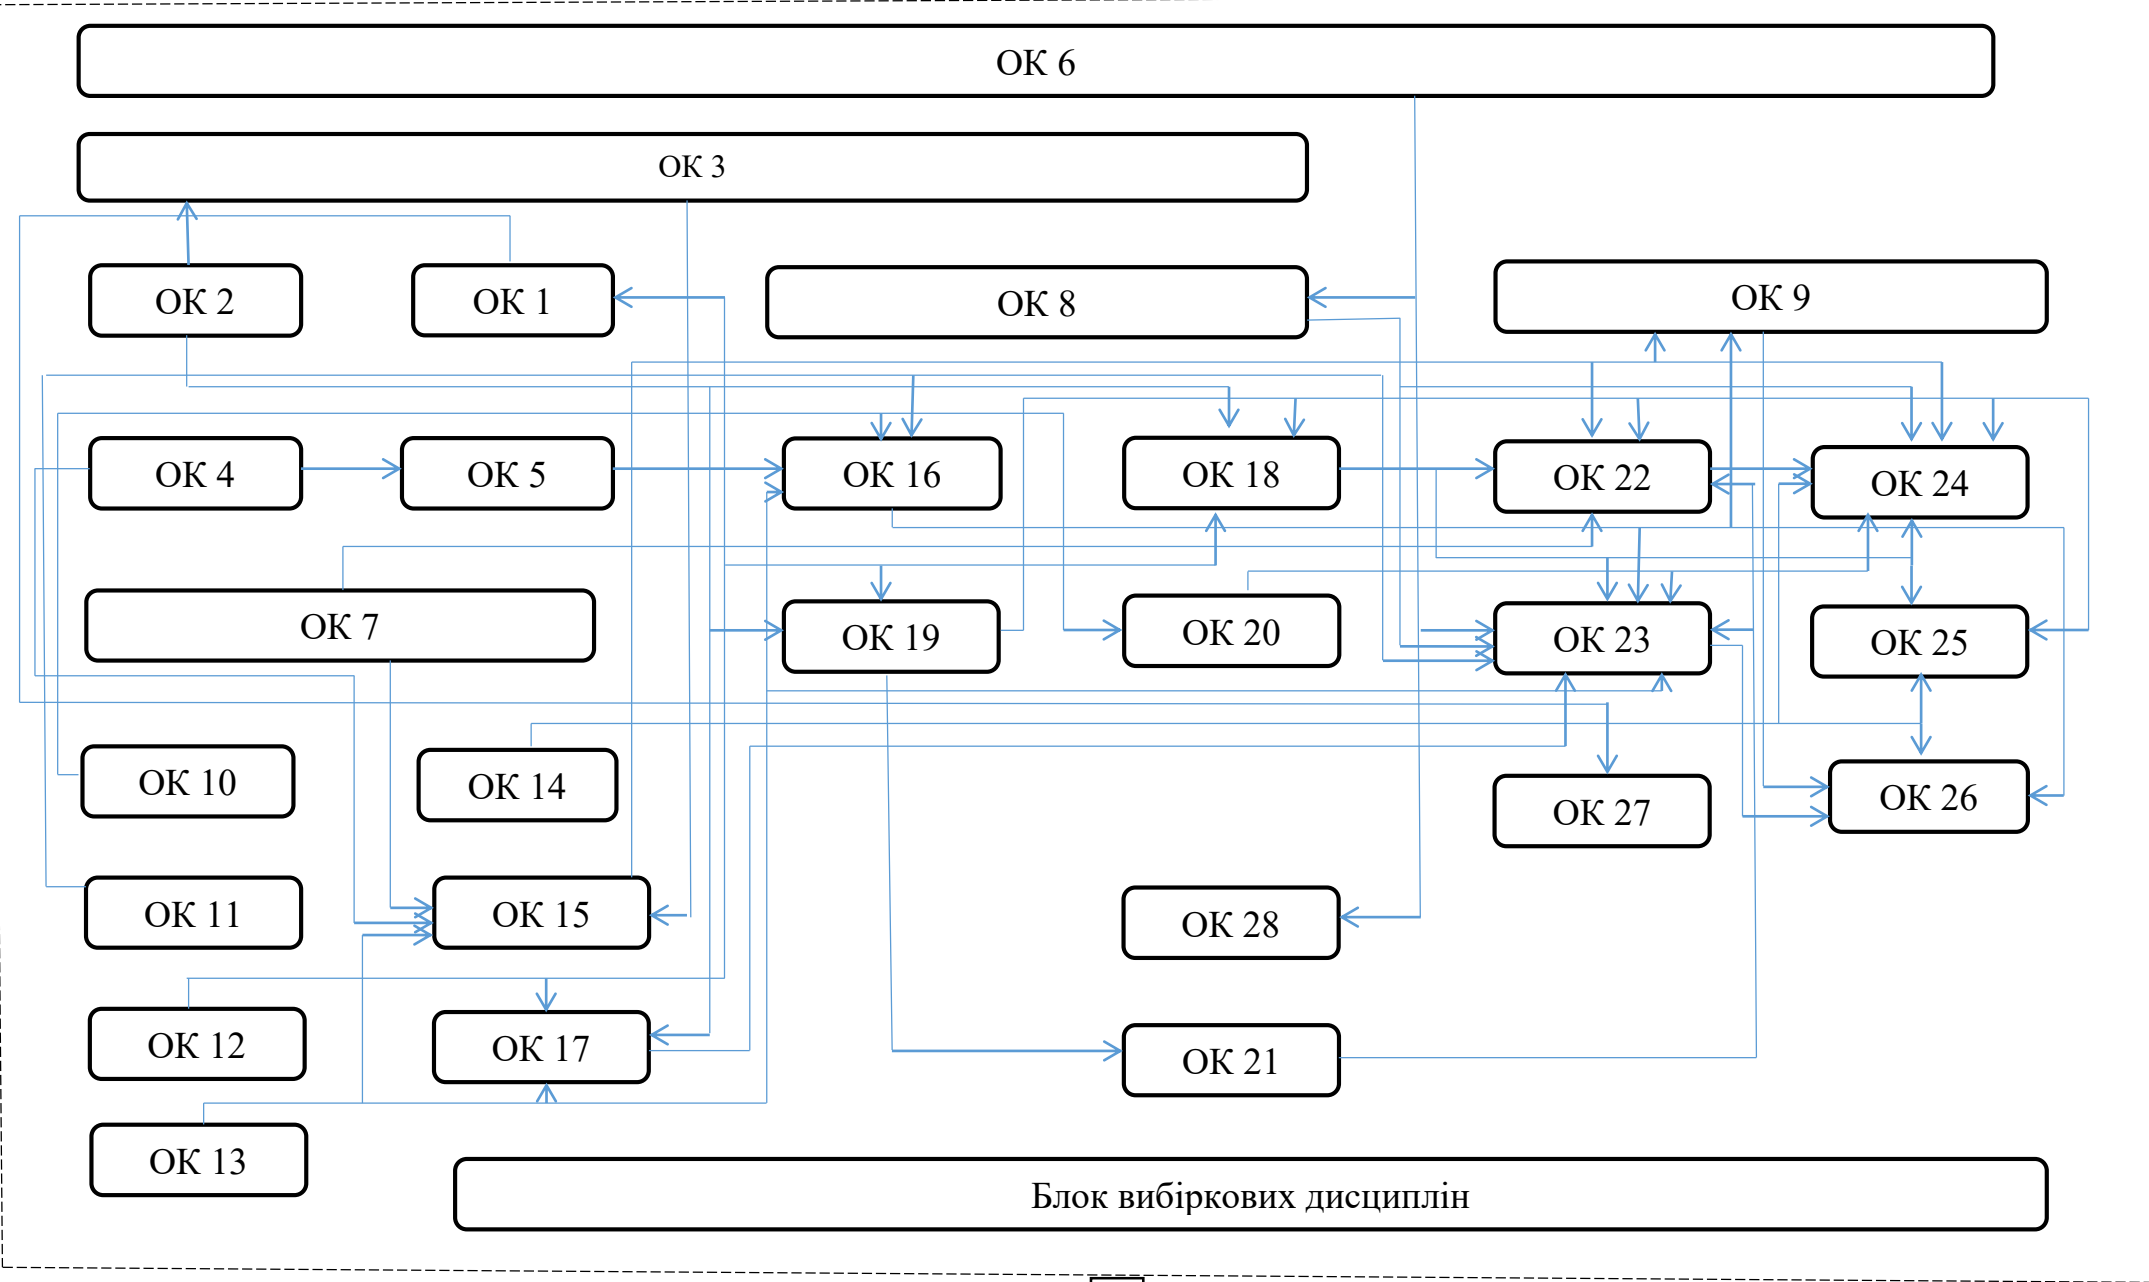 ОК 6
ОК 3
ОК 2
ОК 1
ОК 8
ОК 9
ОК 4
ОК 5
ОК 16
ОК 18
ОК 22
ОК 24
ОК 7
ОК 19
ОК 20
ОК 23
ОК 25
ОК 10
ОК 14
ОК 27
ОК 26
ОК 11
ОК 15
ОК 28
ОК 12
ОК 17
ОК 21
ОК 13
Блок вибіркових дисциплін